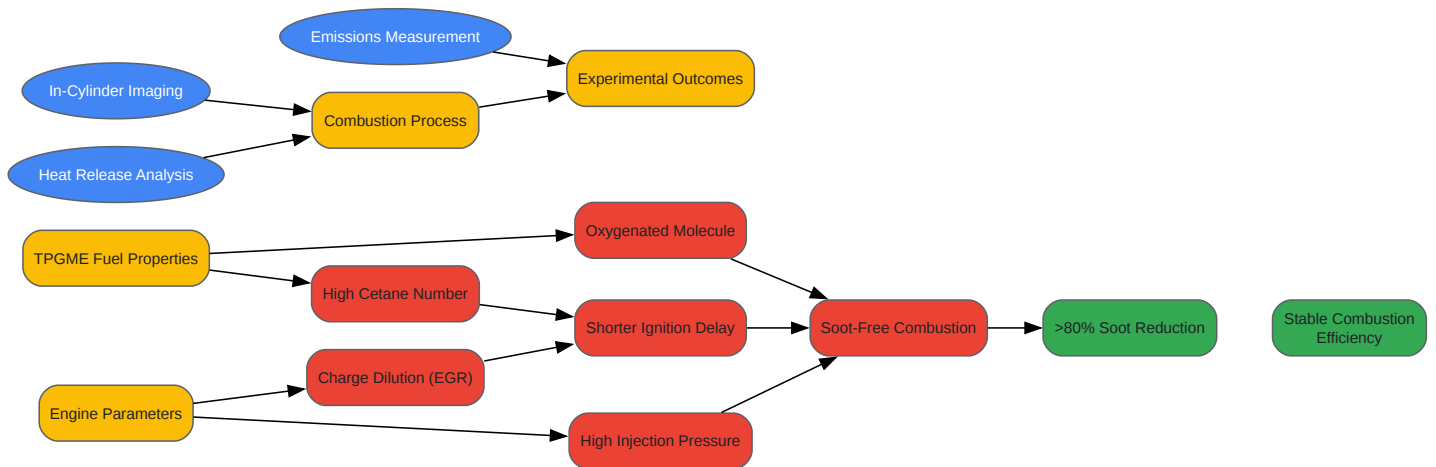 Emissions Measurement
In-Cylinder Imaging
Experimental Outcomes
Combustion Process
Heat Release Analysis
TPGME Fuel Properties
Oxygenated Molecule
High Cetane Number
Shorter Ignition Delay
Soot-Free Combustion
>80% Soot Reduction
Stable Combustion
Efficiency
Charge Dilution (EGR)
Engine Parameters
High Injection Pressure